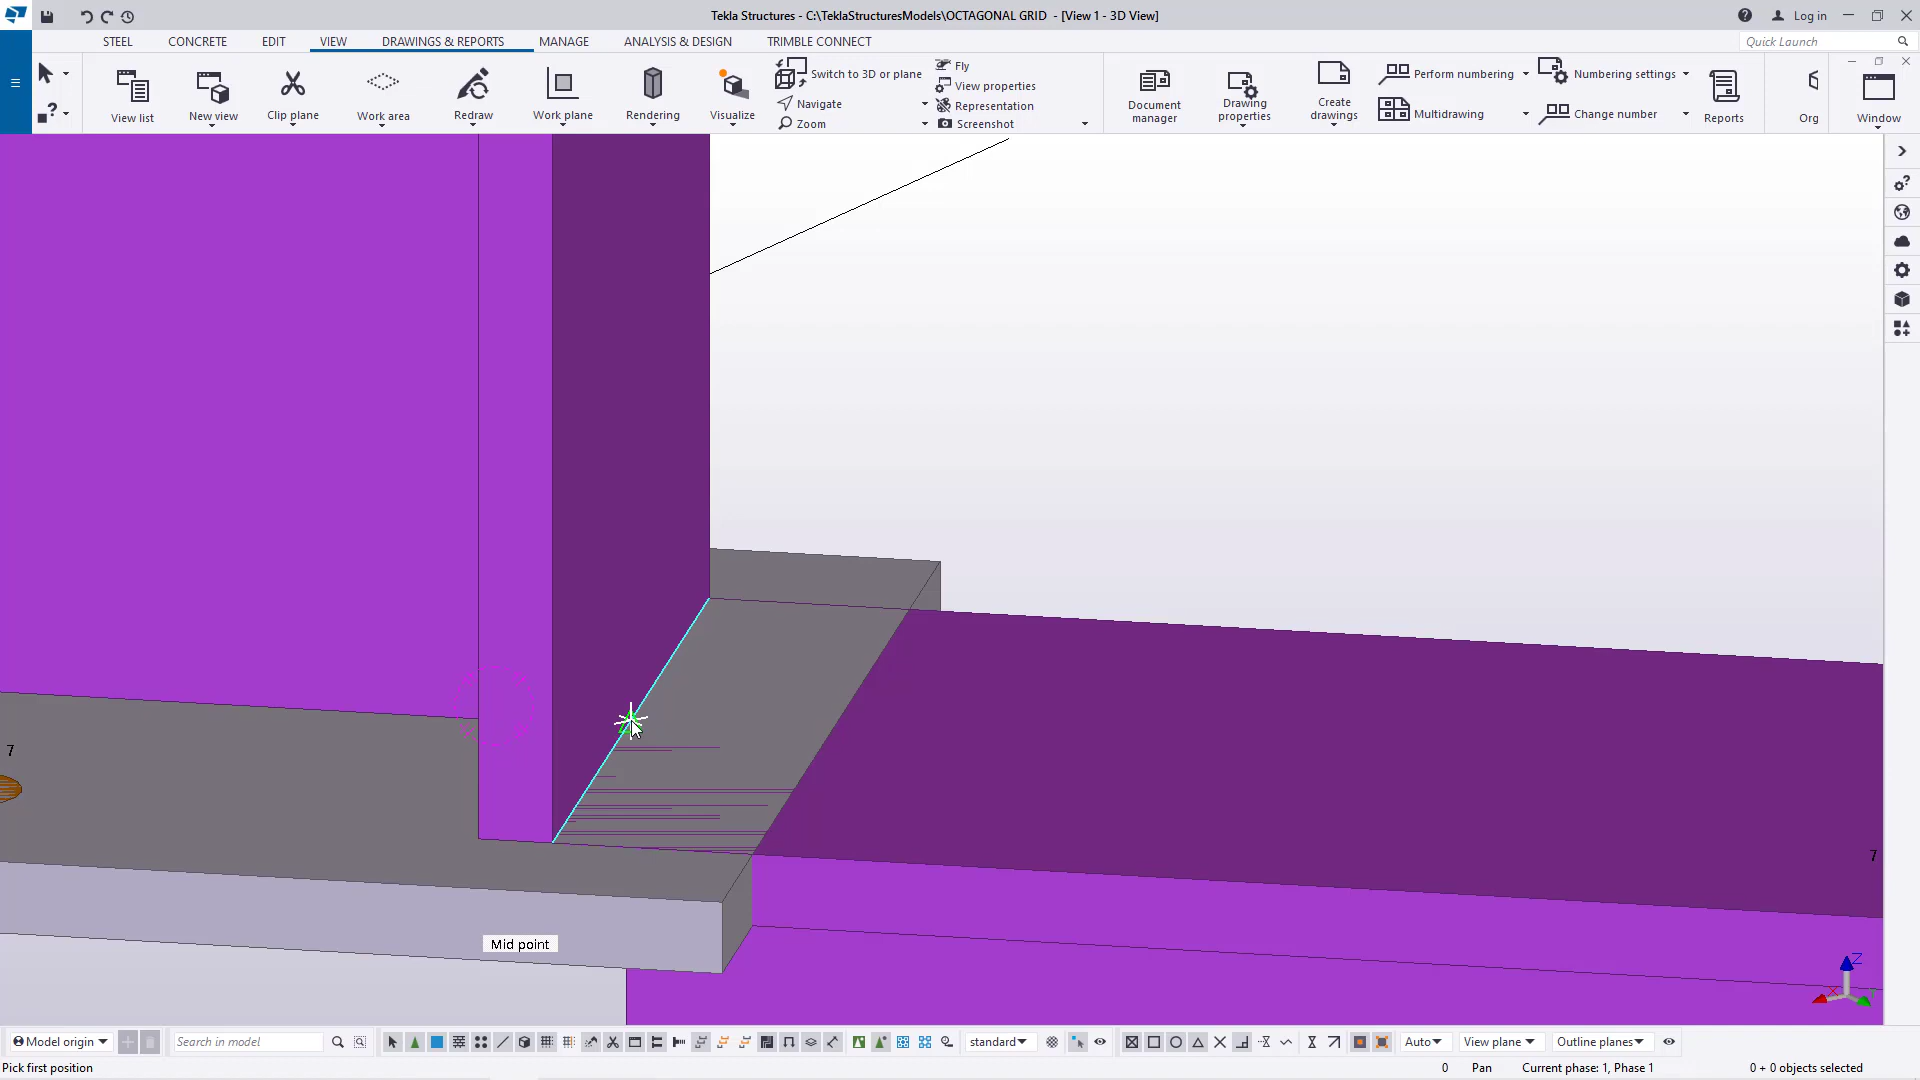 Tekla Structures - C:\TeklaStructuresModels\OCTAGONAL GRID - [View 1 - 3D View]
Log in
STEEL CONCRETE EDIT VIEW DRAWINGS & REPORTS MANAGE ANALYSIS & DESIGN TRIMBLE CONNECT
Quick Launch
View list
New view
Clip plane
Work area
Redraw
Work plane
Rendering
Visualize
Switch to 3D or plane
Navigate
Zoom
Fly
View properties
Representation
Screenshot
Document
manager
Drawing
properties
Create
drawings
Perform numbering
Multidrawing
Numbering settings
Change number
Reports
Org
Window
7
7
Mid point
Z
X
Model origin
Search in model
standard
Auto
View plane
Outline planes
Pick first position
0
Pan
Current phase: 1, Phase 1
0 + 0 objects selected